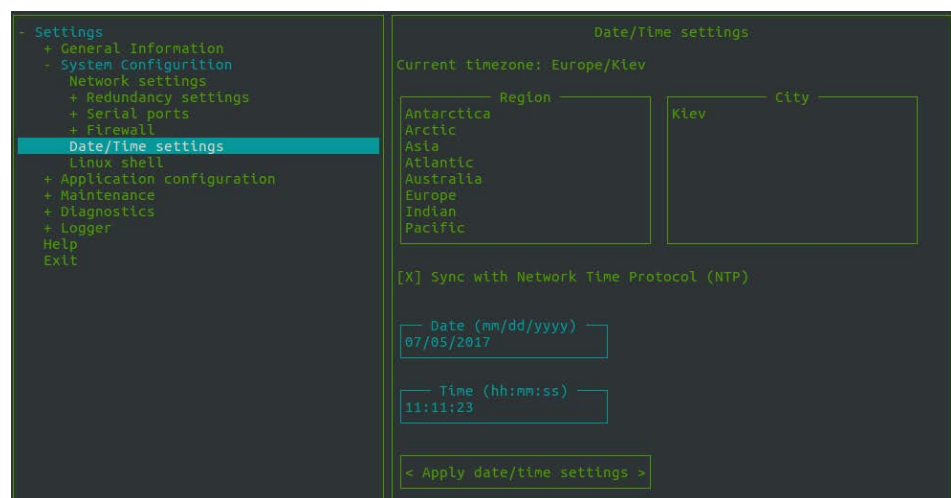 - Settings
+ General Information
- System Configurition
Network settings
+ Redundancy settings
+ Serial ports
+ Firewall
Date/Time settings
Linux shell
+ Application configuration
+ Maintenance
+ Diagnostics
+ Logger
Help
Exit
Date/Time settings
Current timezone: Europe/Kiev
Region
Antarctica
Arctic
Asia
Atlantic
Australia
Europe
Indian
Pacific
City
Kiev
[X] Sync with Network Time Protocol (NTP)
Date (mm/dd/yyyy)
07/05/2017
Time (hh:mm:ss)
11:11:23
< Apply date/time settings >